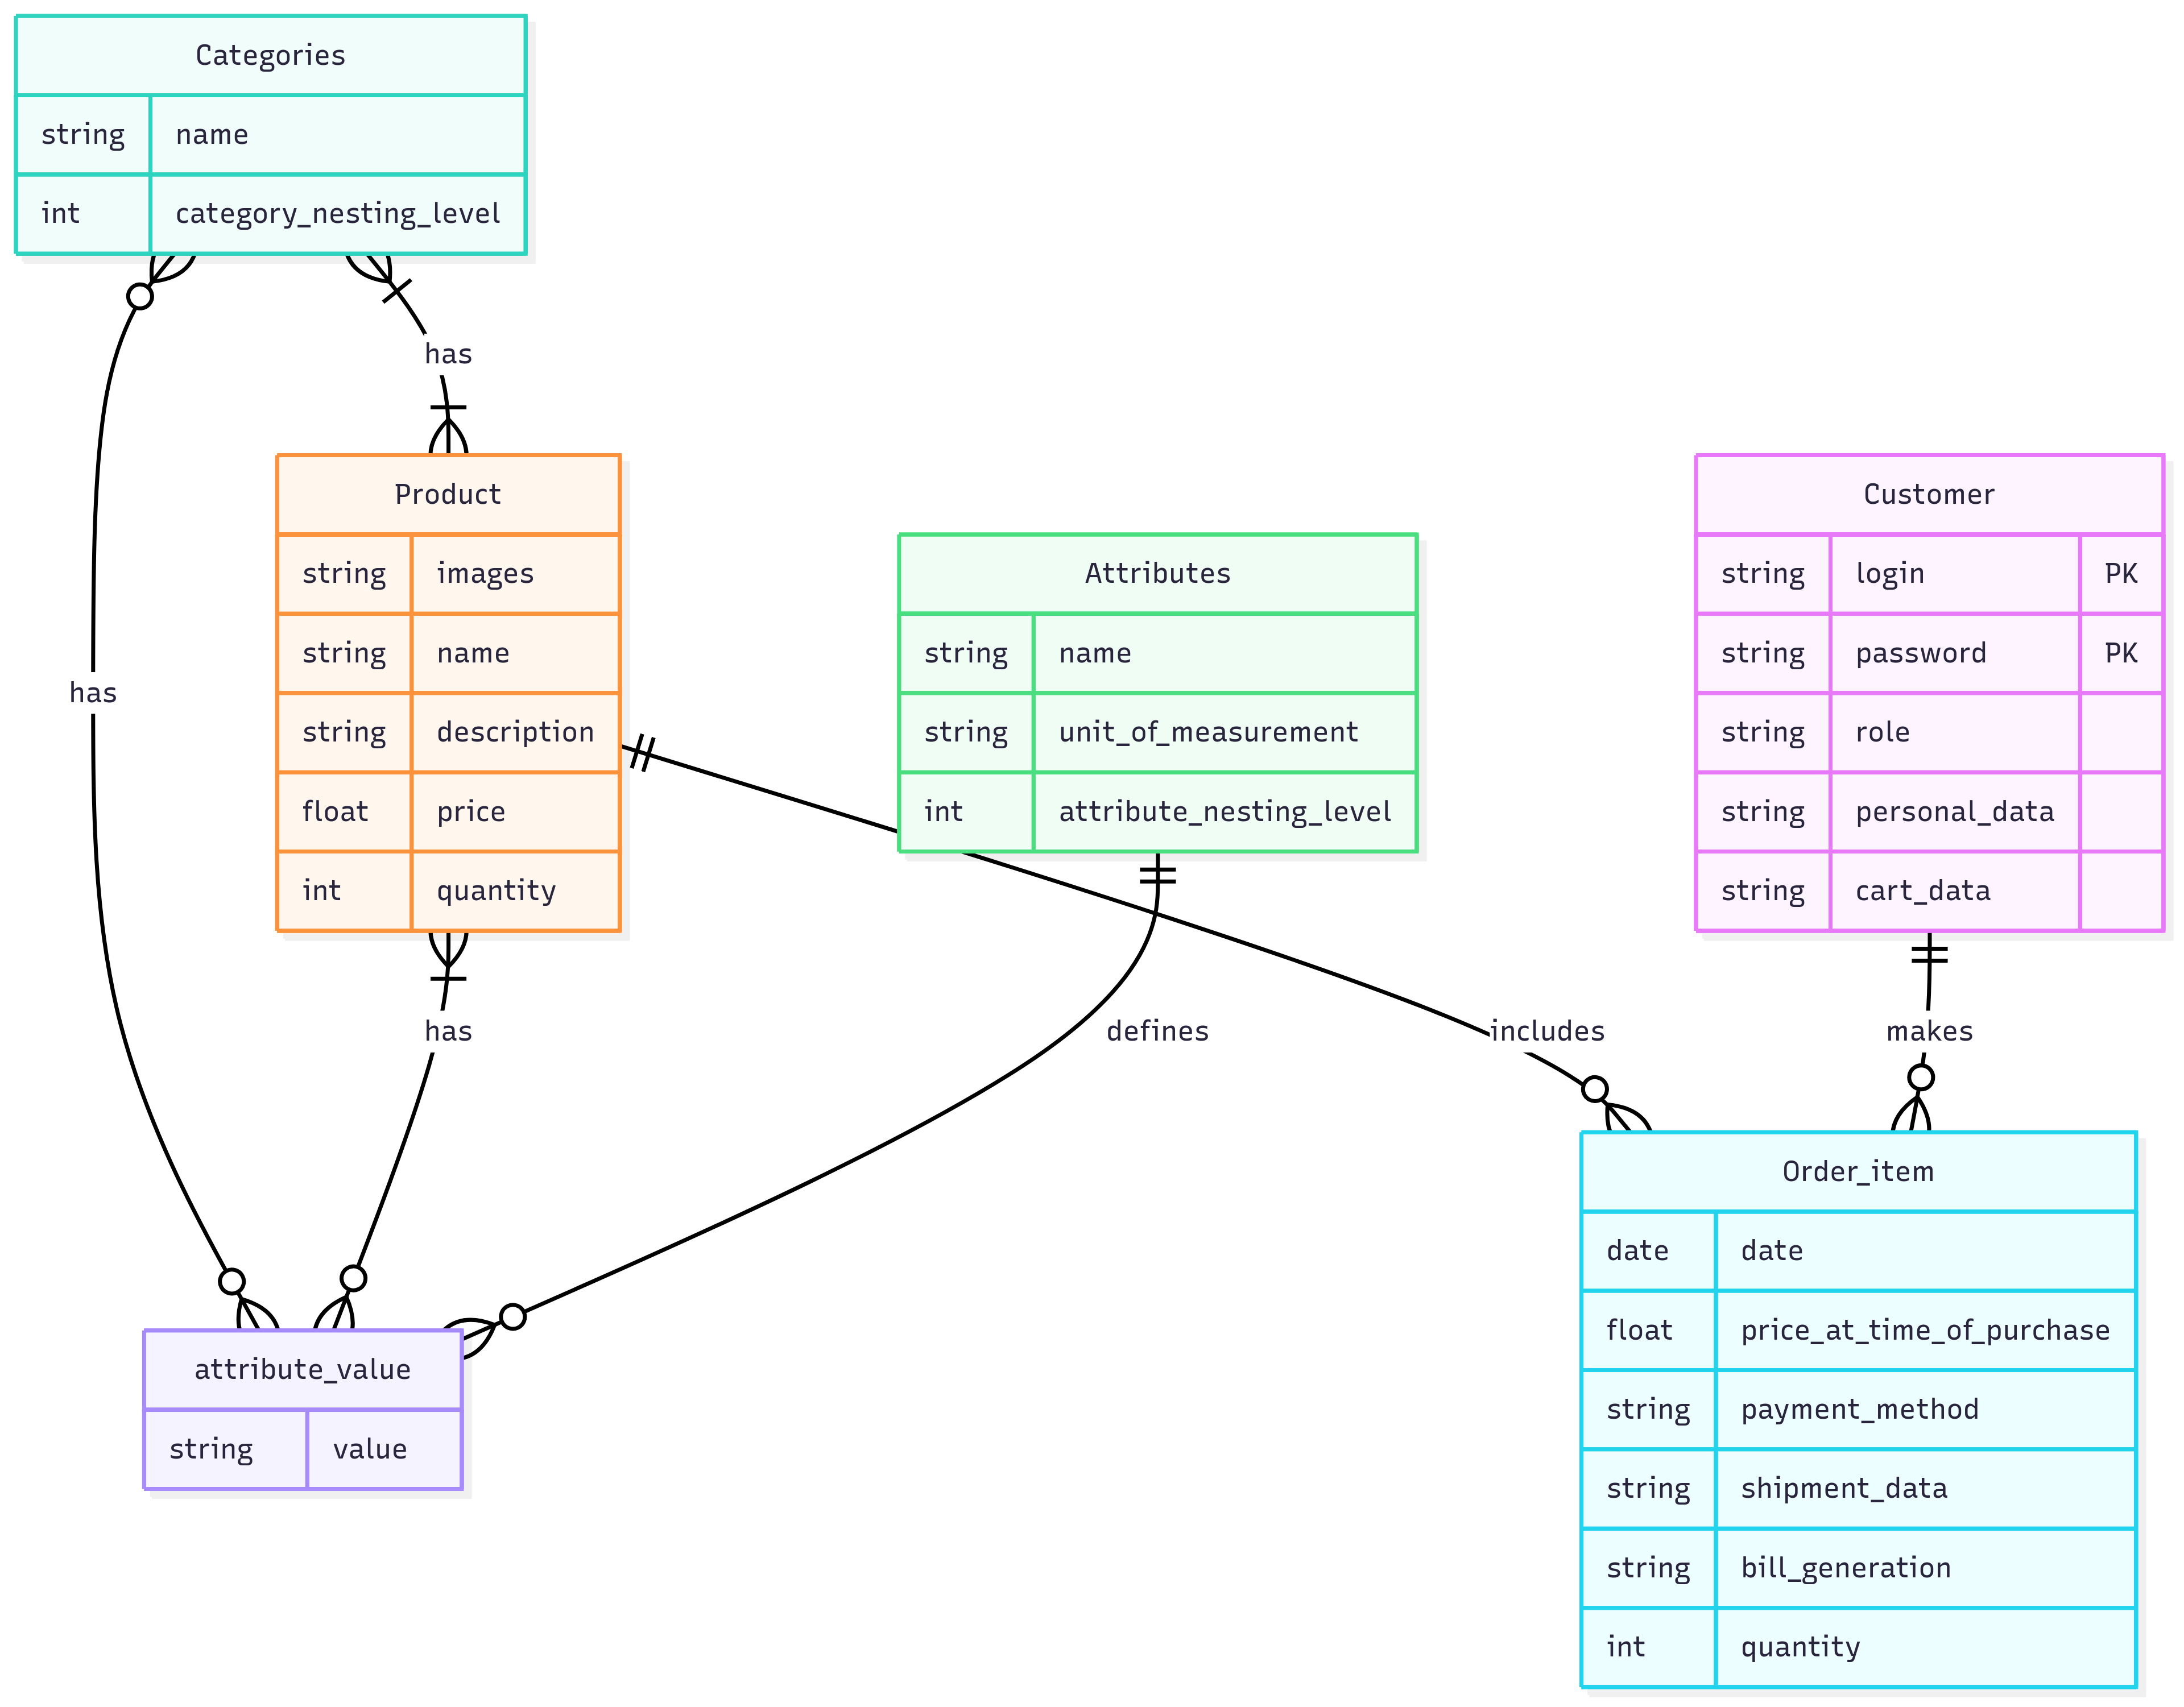 Categories
string name
int category_nesting_level
has
has
Product
string images
string name
string description
float price
int quantity
Attributes
string name
string unit_of_measurement
int attribute_nesting_level
Customer
string login PK
string password PK
string role
string personal_data
string cart_data
has
defines
includes
makes
attribute_value
string value
Order_item
date date
float price_at_time_of_purchase
string payment_method
string shipment_data
string bill_generation
int quantity